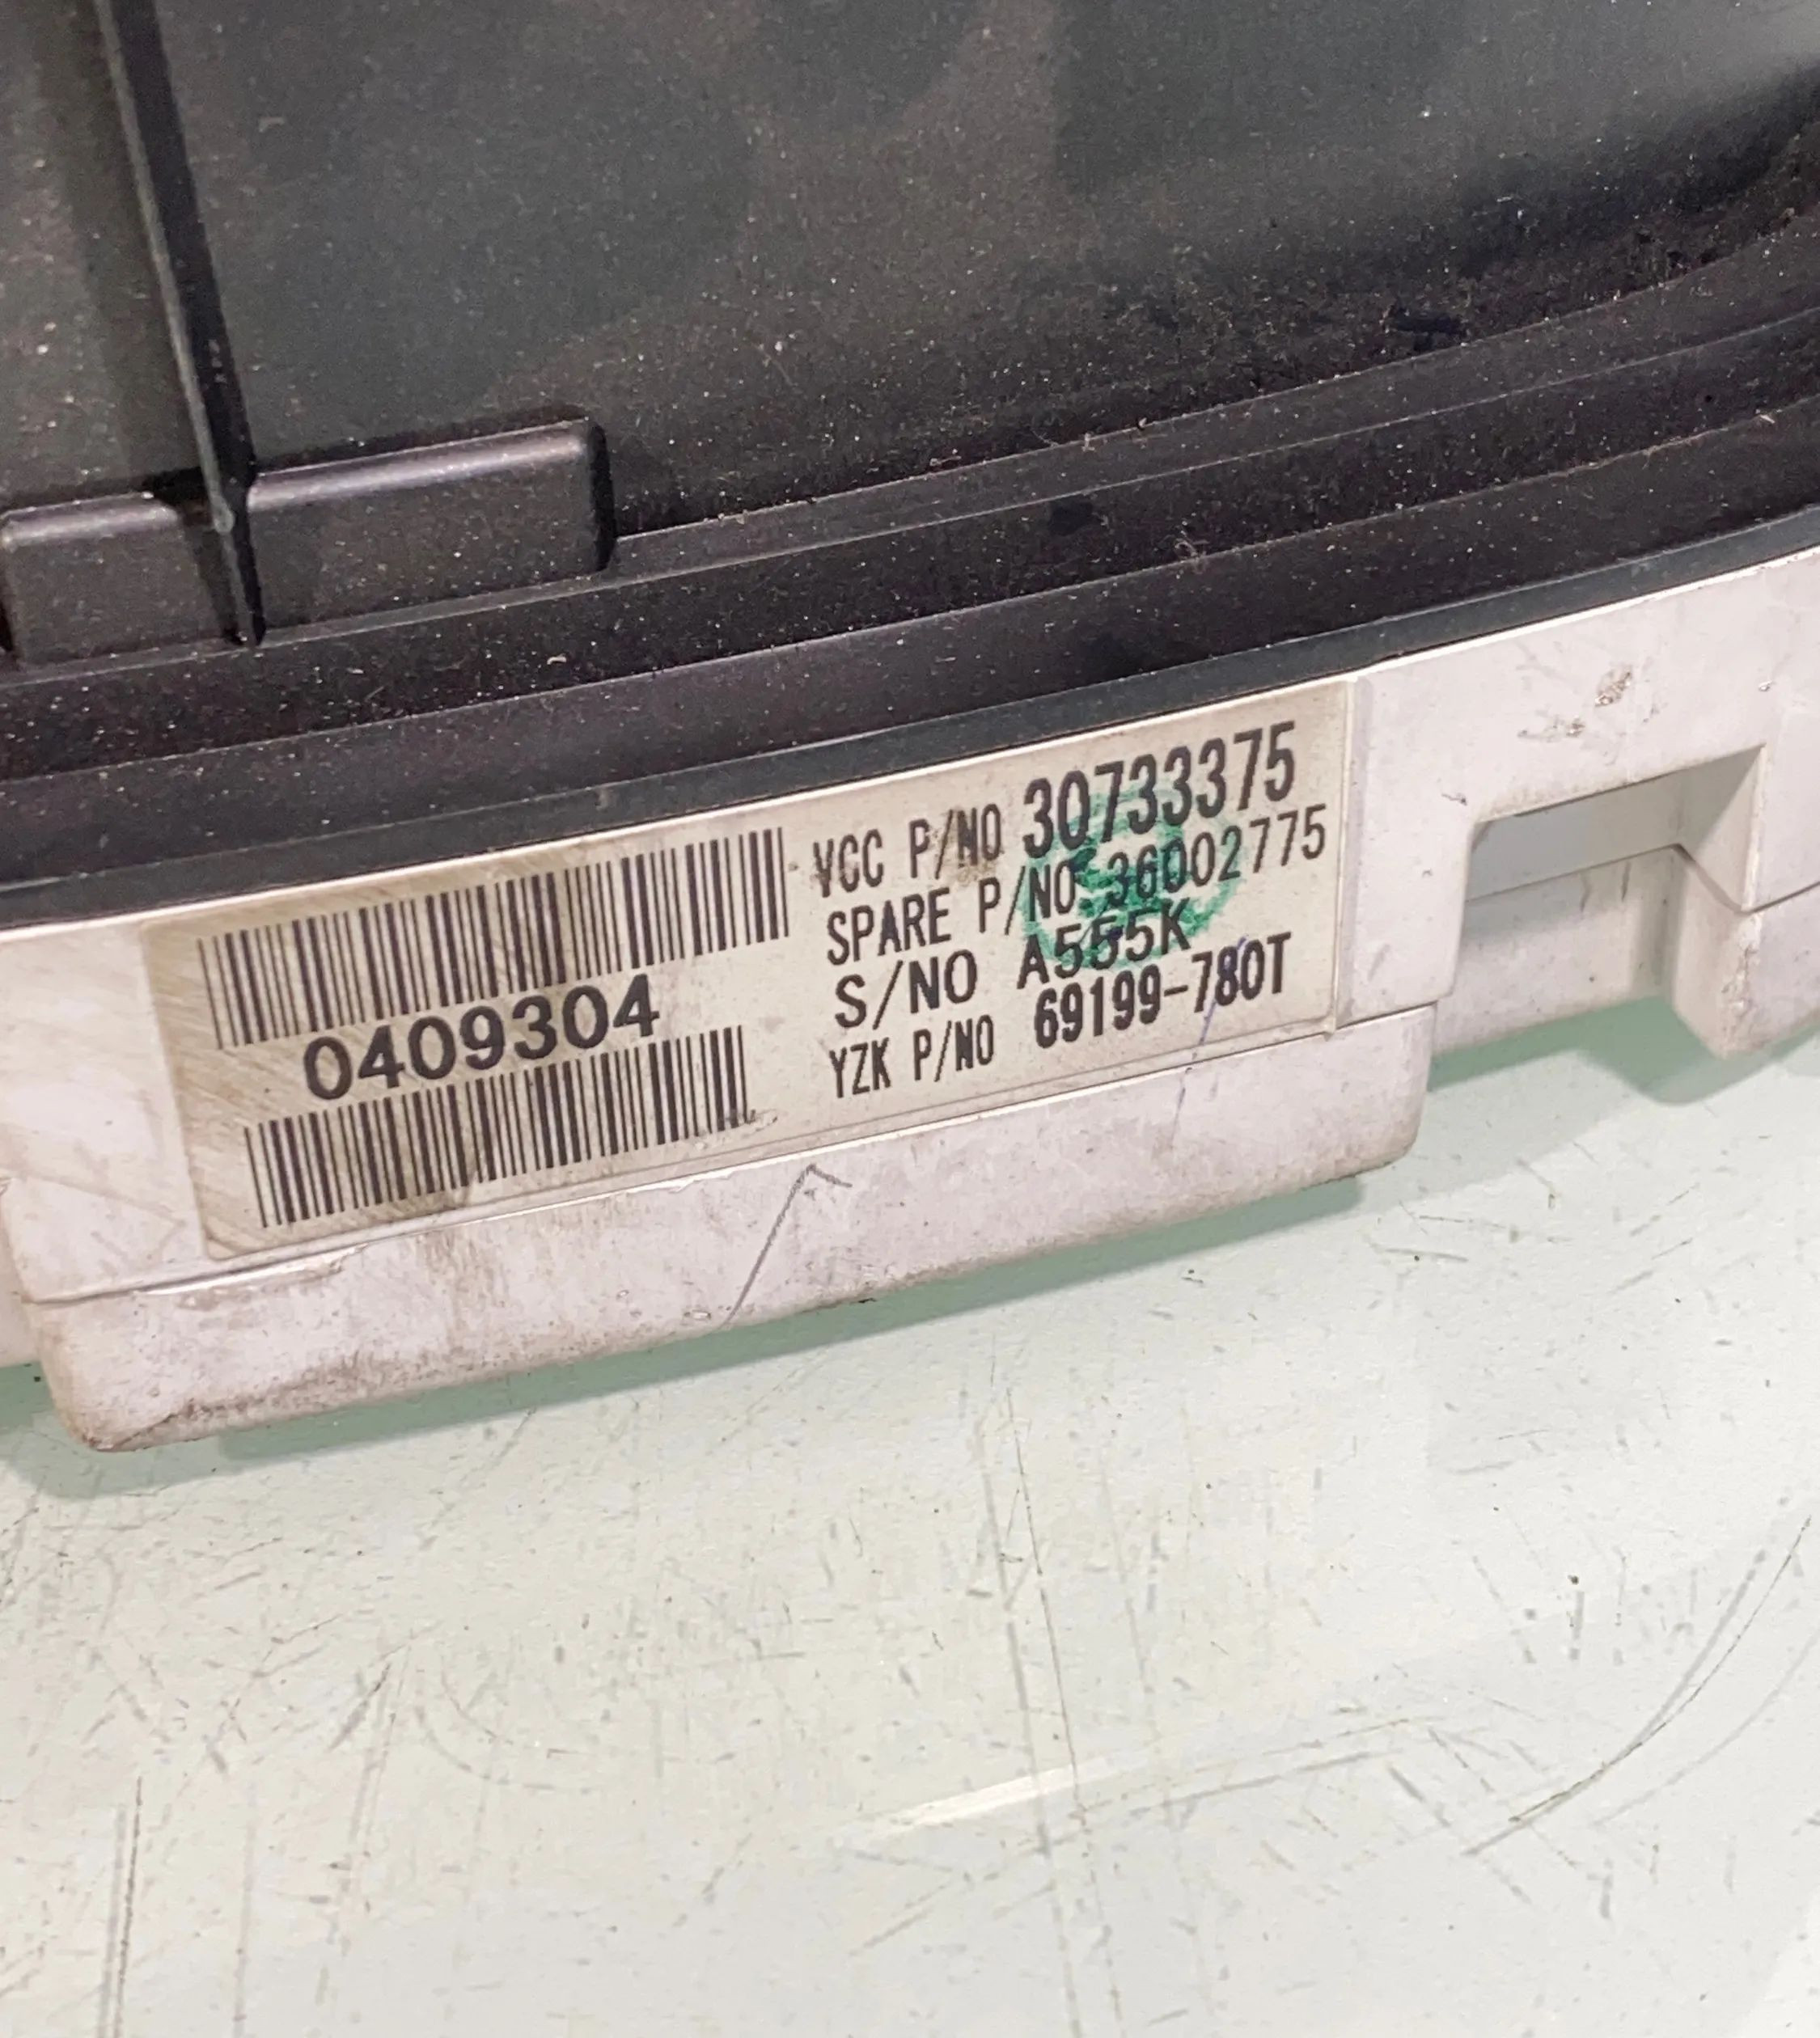 0409304
VCC P/NO 30733375
SPARE P/NO 36002775
S/NO A555K
YZK P/NO 69199-780T